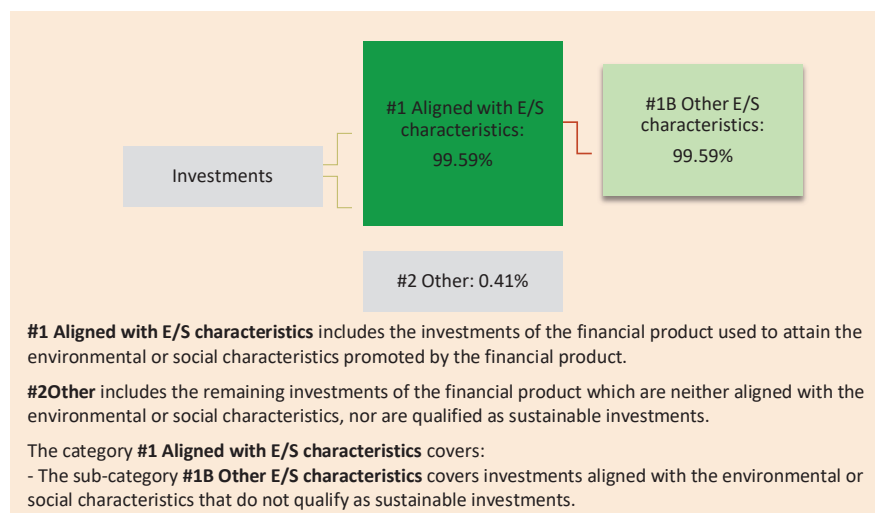 #1 Aligned with E/S
characteristics:
99.59%
#1B Other E/S
characteristics:
99.59%
Investments
#2 Other: 0.41%
#1 Aligned with E/S characteristics includes the investments of the financial product used to attain the
environmental or social characteristics promoted by the financial product.
#2Other includes the remaining investments of the financial product which are neither aligned with the
environmental or social characteristics, nor are qualified as sustainable investments.
The category #1 Aligned with E/S characteristics covers:
- The sub-category #1B Other E/S characteristics covers investments aligned with the environmental or
social characteristics that do not qualify as sustainable investments.